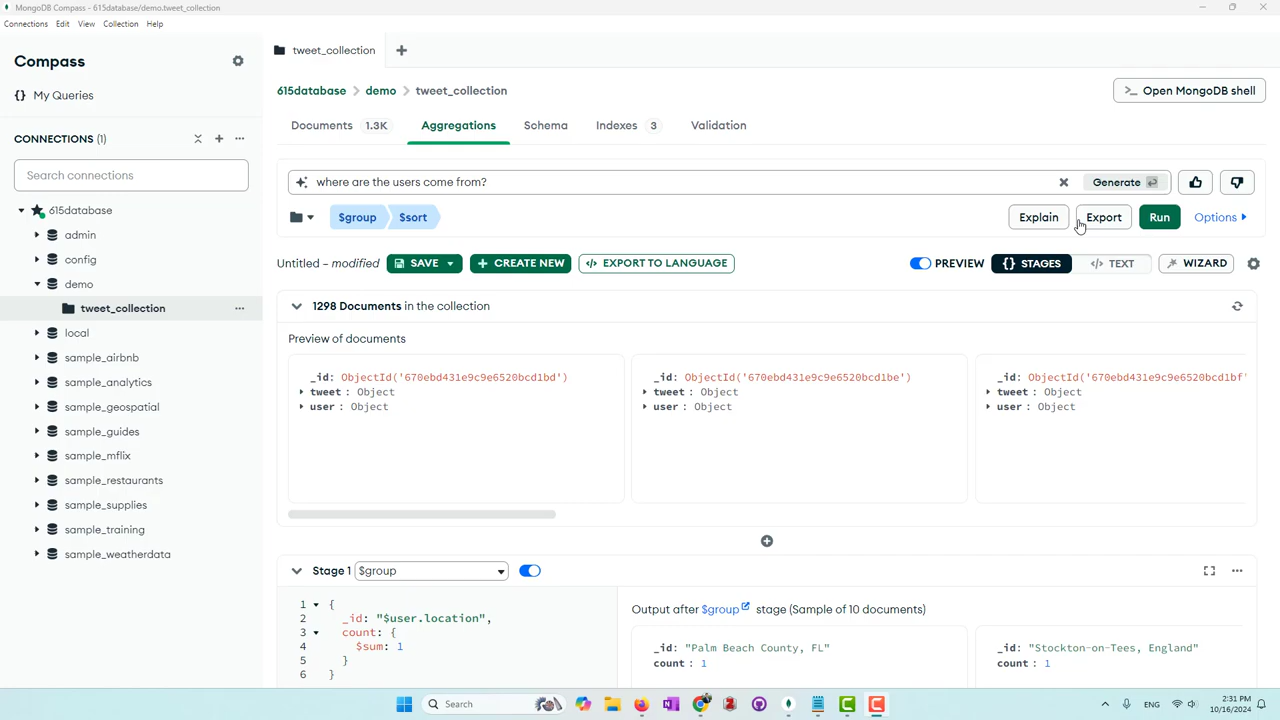 MongoDB Compass - 615database/demo.tweet_collection
Connections Edit View Collection Help
Compass
{} My Queries
CONNECTIONS (1)
Search connections
615database
admin
config
demo
tweet_collection
local
sample_airbnb
sample_analytics
sample_geospatial
sample_guides
sample_mflix
sample_restaurants
sample_supplies
sample_training
sample_weatherdata
tweet_collection
615database > demo > tweet_collection
>_ Open MongoDB shell
Documents 1.3K Aggregations Schema Indexes 3 Validation
where are the users come from? Generate
$group $sort Explain Export Run Options
Untitled – modified SAVE + CREATE NEW </> EXPORT TO LANGUAGE PREVIEW {} STAGES </> TEXT WIZARD
1298 Documents in the collection
Preview of documents
_id: ObjectId('670ebd431e9c9e6520bcd1bd')
tweet : Object
user : Object
_id: ObjectId('670ebd431e9c9e6520bcd1be')
tweet : Object
user : Object
_id: ObjectId('670ebd431e9c9e6520bcd1bf'
tweet : Object
user : Object
Stage 1 $group
1 {
2 _id: "$user.location",
3 count: {
4 $sum: 1
5 }
6 }
Output after $group stage (Sample of 10 documents)
_id: "Palm Beach County, FL"
count : 1
_id: "Stockton-on-Tees, England"
count : 1
Search
ENG
2:31 PM
10/16/2024